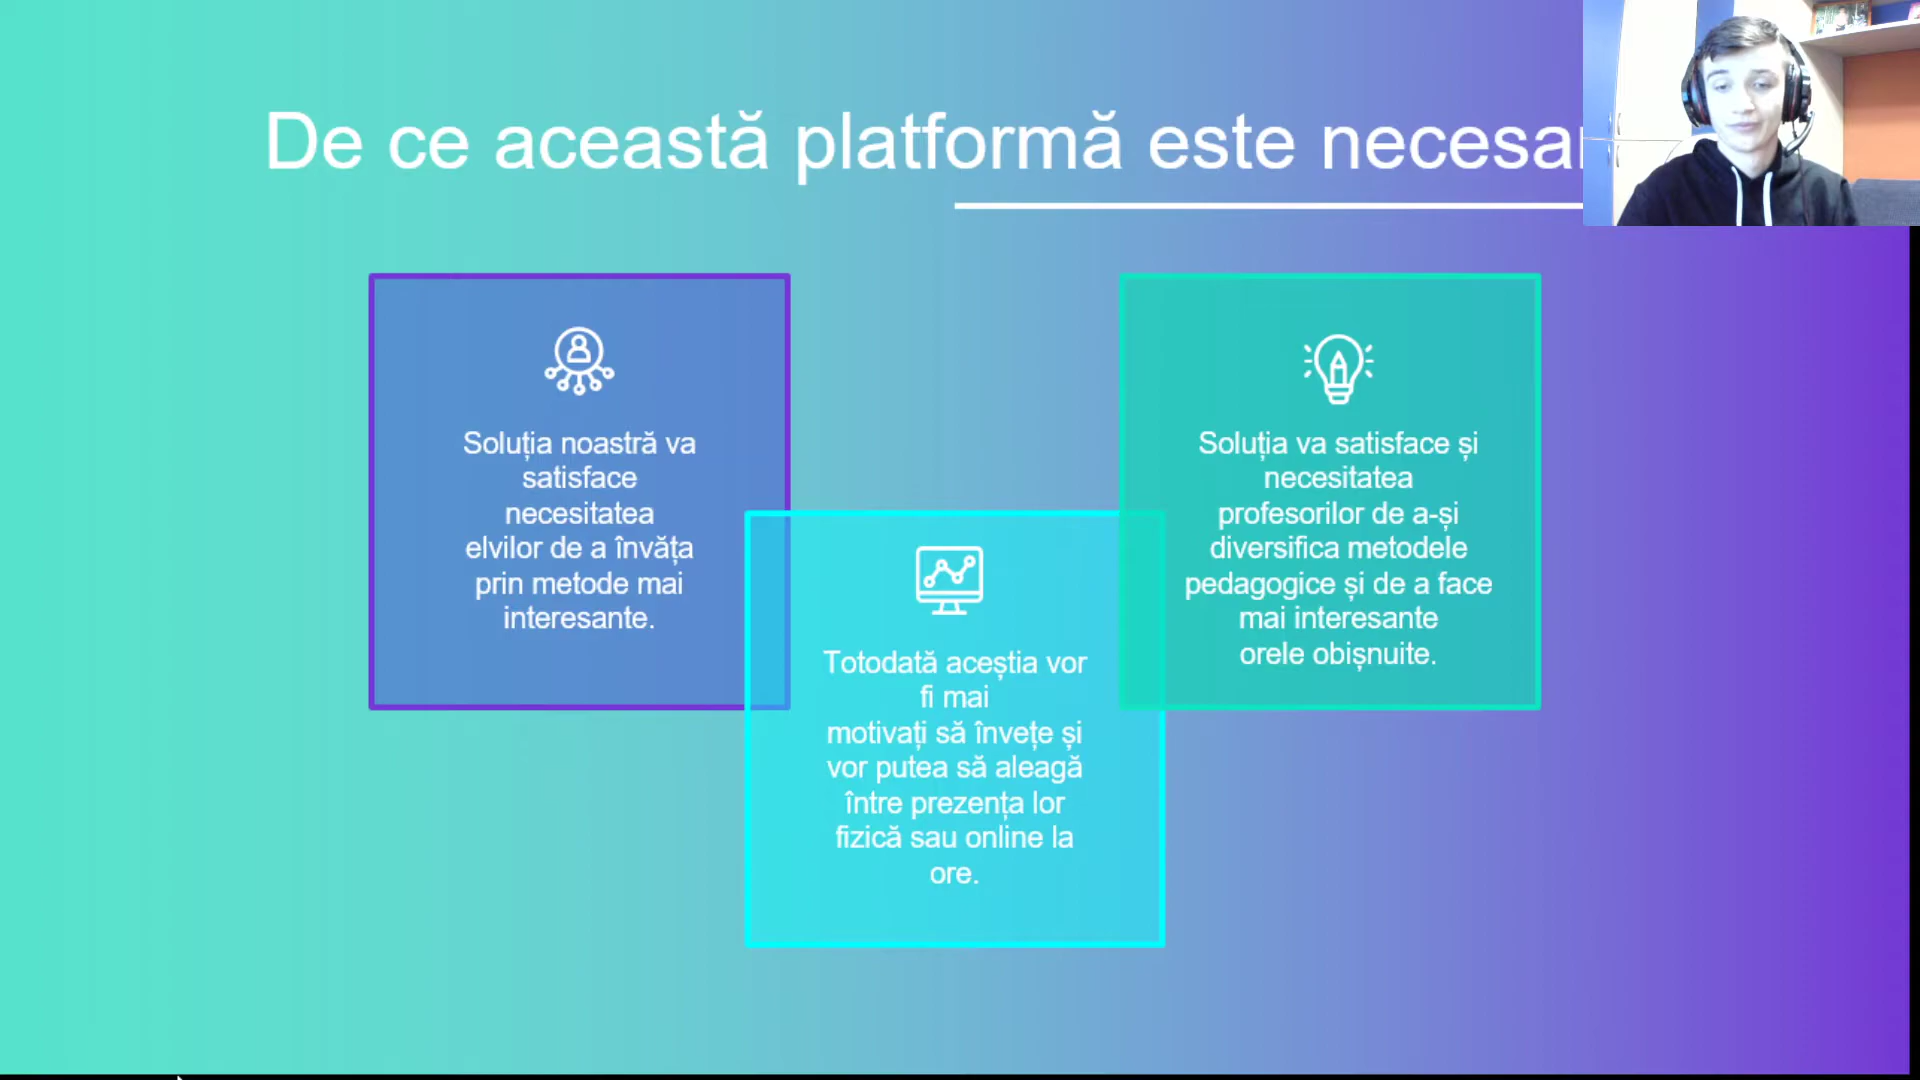 De ce această platformă este
Soluția noastră va
satisface
necesitatea
elvilor de a învăța
prin metode mai
interesante.
Totodată aceștia vor
fi mai
motivați să învețe și
vor putea să aleagă
între prezența lor
fizică sau online la
ore.
Soluția va satisface și
necesitatea
profesorilor de a-și
diversifica metodele
pedagogice și de a face
mai interesante
orele obișnuite.